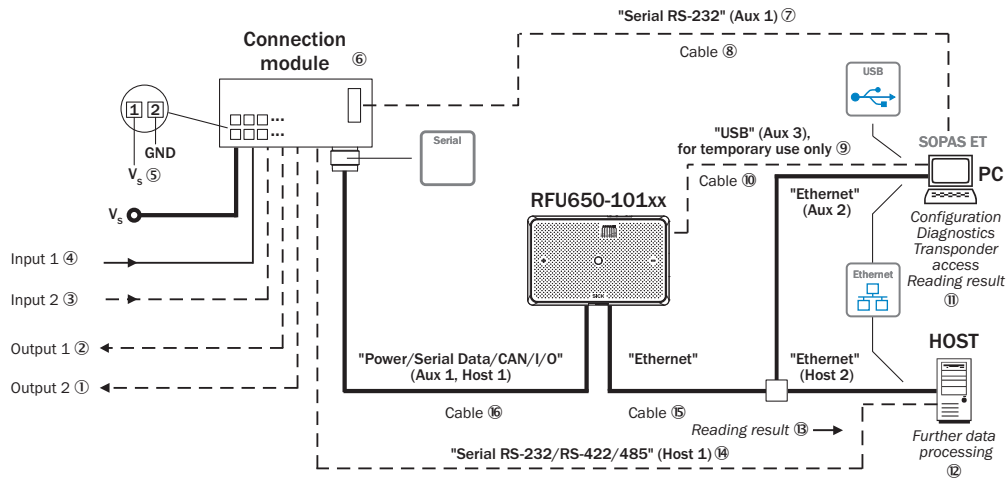 "Serial RS-232" (Aux 1) ⑦
Cable ⑧
Connection
module ⑥
1 2
GND
Vs ⑤
Vs
Serial
USB
"USB" (Aux 3),
for temporary use only ⑨
Cable ⑩
SOPAS ET
PC
"Ethernet"
(Aux 2)
Configuration
Diagnostics
Transponder
access
Reading result
⑪
RFU650-101xx
SICK
Input 1 ④
Input 2 ③
Output 1 ②
Output 2 ①
Ethernet
HOST
"Power/Serial Data/CAN/I/O"
(Aux 1, Host 1)
Cable ⑯
"Ethernet"
Cable ⑮
"Ethernet"
(Host 2)
Reading result ⑬
"Serial RS-232/RS-422/485" (Host 1) ⑭
Further data
processing
⑫